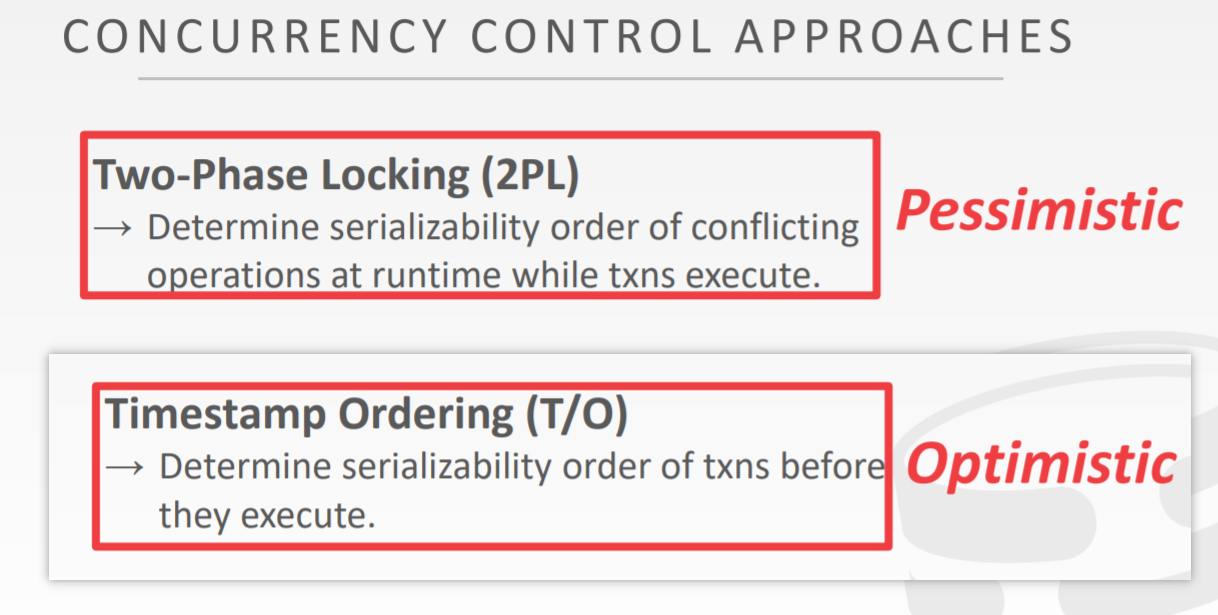 CONCURRENCY CONTROL APPROACHES
Two-Phase Locking (2PL)
→ Determine serializability order of conflicting
operations at runtime while txns execute.
Pessimistic
Timestamp Ordering (T/O)
→ Determine serializability order of txns before
they execute.
Optimistic